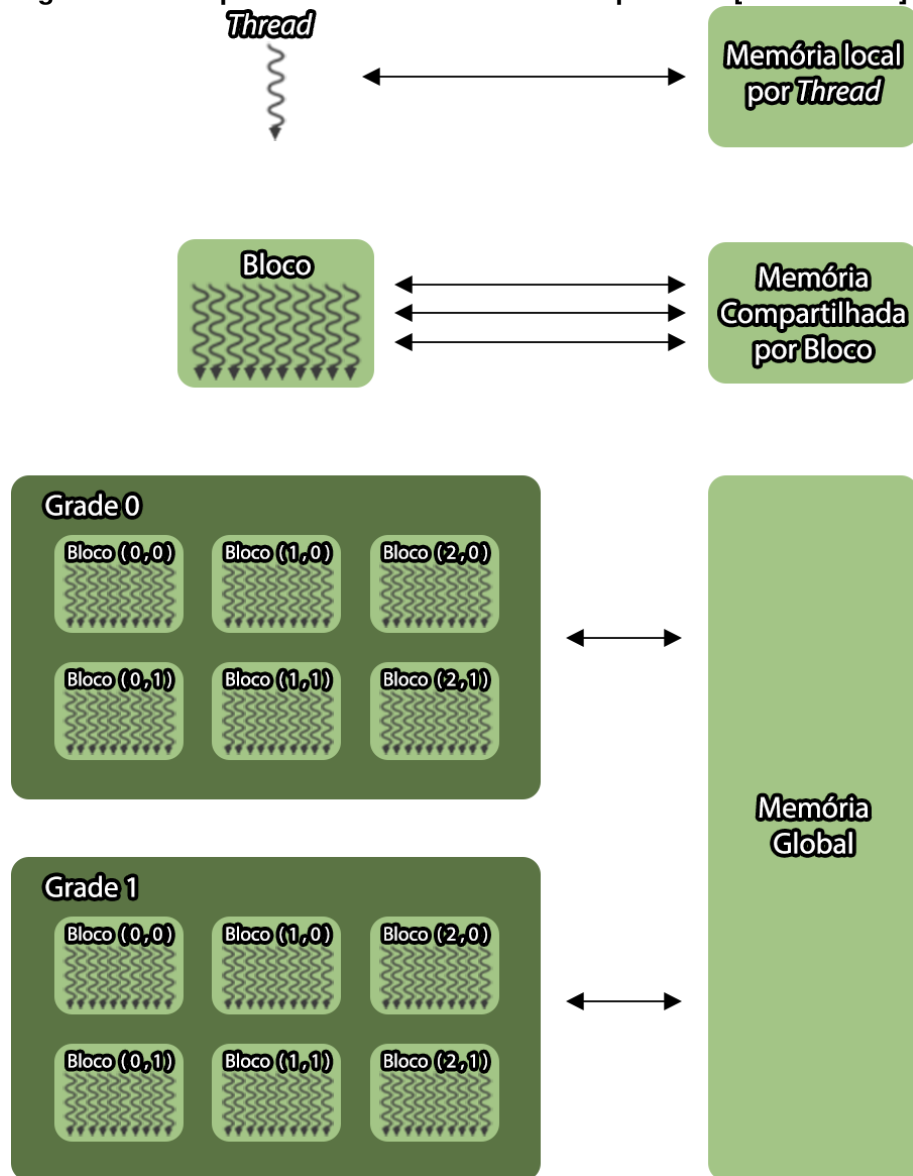 Thread
Memória local
por Thread
Bloco
Memória
Compartilhada
por Bloco
Grade 0
Bloco (0,0)
Bloco (1,0)
Bloco (2,0)
Bloco (0,1)
Bloco (1,1)
Bloco (2,1)
Memória
Global
Grade 1
Bloco (0,0)
Bloco (1,0)
Bloco (2,0)
Bloco (0,1)
Bloco (1,1)
Bloco (2,1)